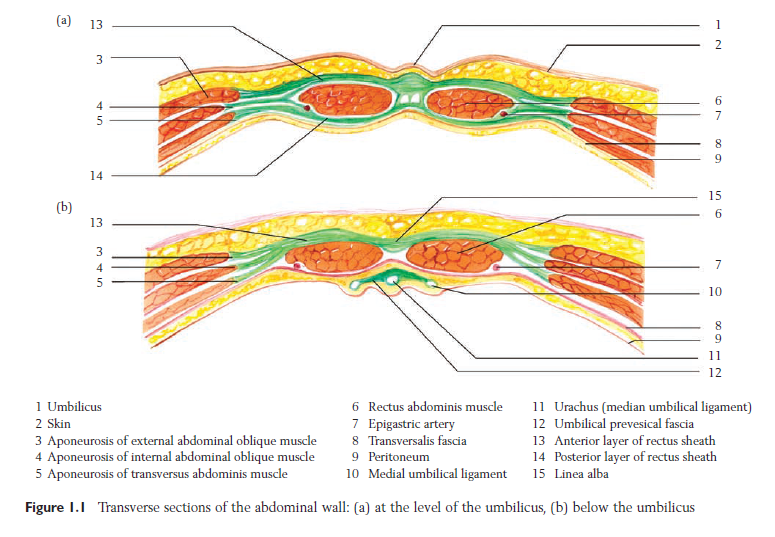 (a)
13
1
2
3
4
5
6
7
8
9
14
(b)
15
13
6
3
4
5
7
10
8
9
11
12
1 Umbilicus
2 Skin
3 Aponeurosis of external abdominal oblique muscle
4 Aponeurosis of internal abdominal oblique muscle
5 Aponeurosis of transversus abdominis muscle
6 Rectus abdominis muscle
7 Epigastric artery
8 Transversalis fascia
9 Peritoneum
10 Medial umbilical ligament
11 Urachus (median umbilical ligament)
12 Umbilical prevesical fascia
13 Anterior layer of rectus sheath
14 Posterior layer of rectus sheath
15 Linea alba
Figure 1.1 Transverse sections of the abdominal wall: (a) at the level of the umbilicus, (b) below the umbilicus